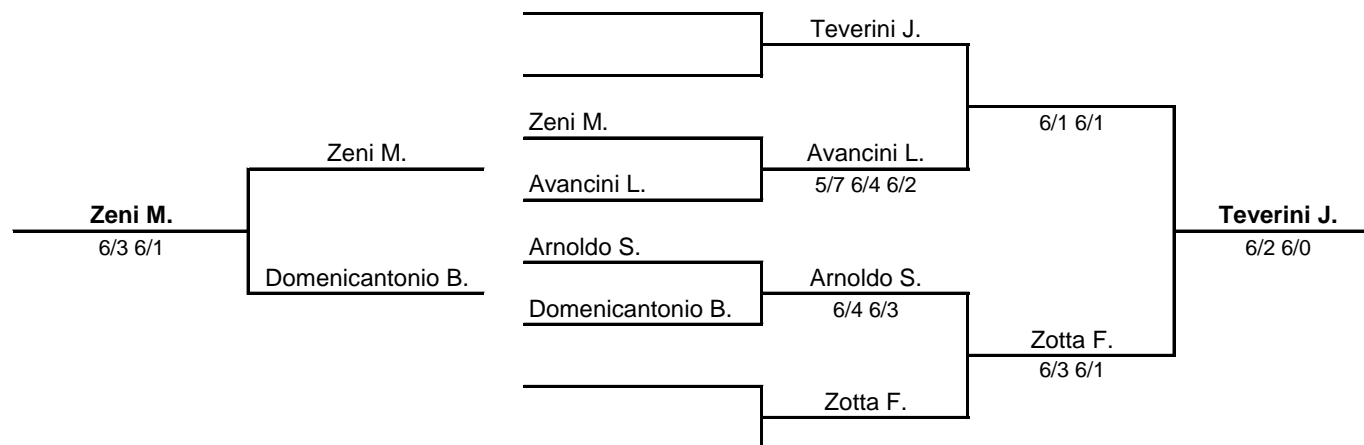 Teverini J.
Zeni M.
6/1 6/1
Zeni M.
Avancini L.
Avancini L.
5/7 6/4 6/2
Zeni M.
6/3 6/1
Teverini J.
6/2 6/0
Arnoldo S.
Domenicantonio B.
Arnoldo S.
Domenicantonio B.
6/4 6/3
Zotta F.
6/3 6/1
Zotta F.